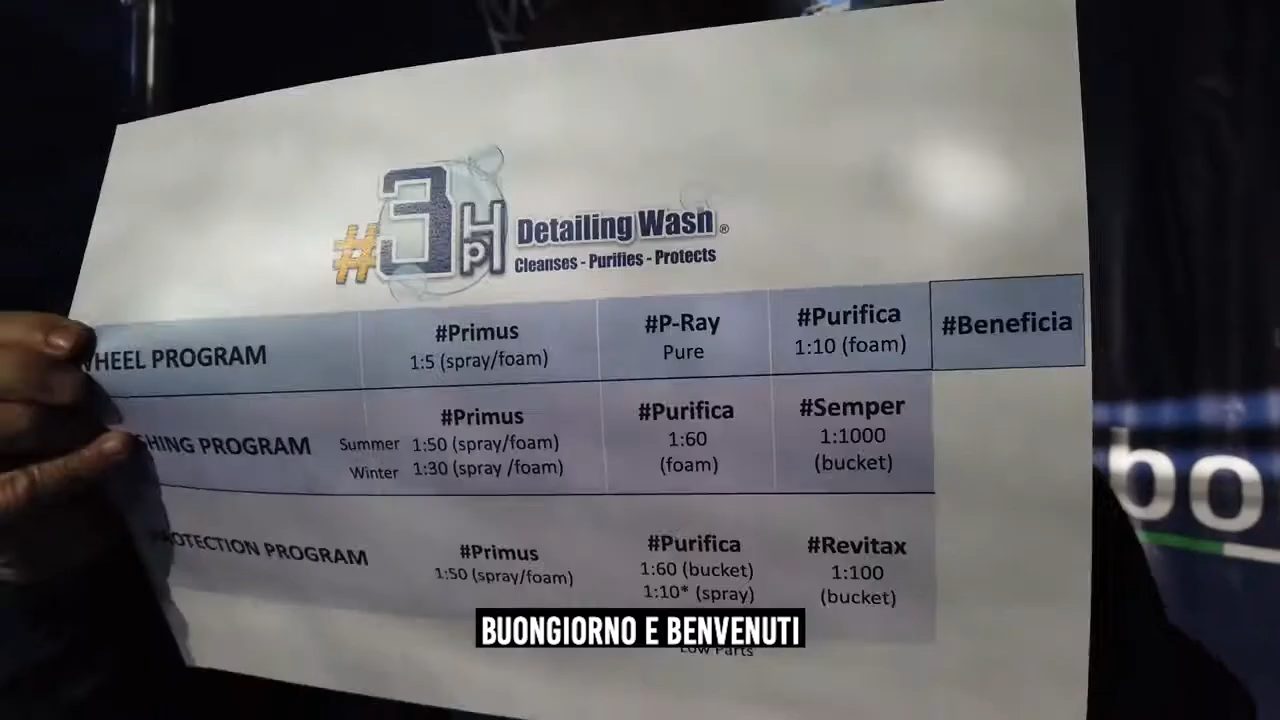 #3pH Detailing Wash®
Cleanses - Purifies - Protects
WHEEL PROGRAM
#Primus
1:5 (spray/foam)
#P-Ray
Pure
#Purifica
1:10 (foam)
#Beneficia
SHING PROGRAM
#Primus
Summer 1:50 (spray/foam)
Winter 1:30 (spray /foam)
#Purifica
1:60
(foam)
#Semper
1:1000
(bucket)
ROTECTION PROGRAM
#Primus
1:50 (spray/foam)
#Purifica
1:60 (bucket)
1:10* (spray)
#Revitax
1:100
(bucket)
Low Parts
BUONGIORNO E BENVENUTI
bo